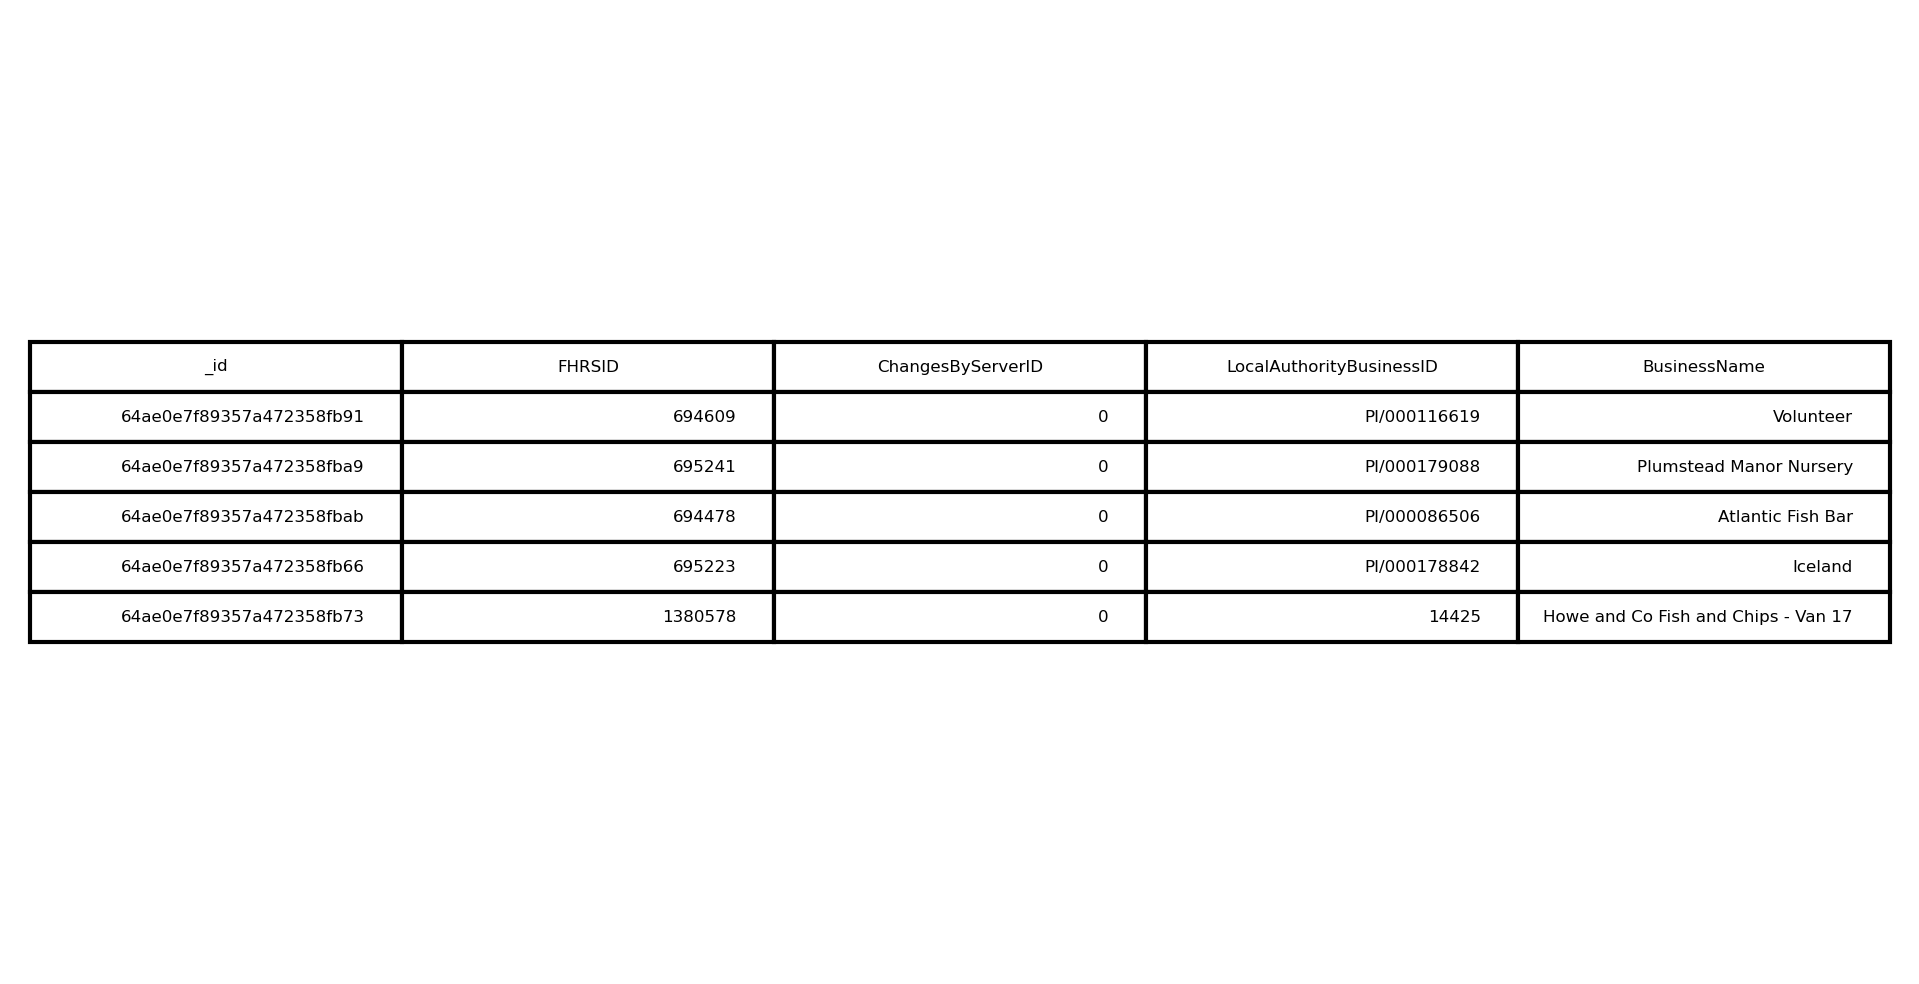 _id FHRSID ChangesByServerID LocalAuthorityBusinessID BusinessName
64ae0e7f89357a472358fb91 694609 0 PI/000116619 Volunteer
64ae0e7f89357a472358fba9 695241 0 PI/000179088 Plumstead Manor Nursery
64ae0e7f89357a472358fbab 694478 0 PI/000086506 Atlantic Fish Bar
64ae0e7f89357a472358fb66 695223 0 PI/000178842 Iceland
64ae0e7f89357a472358fb73 1380578 0 14425 Howe and Co Fish and Chips - Van 17